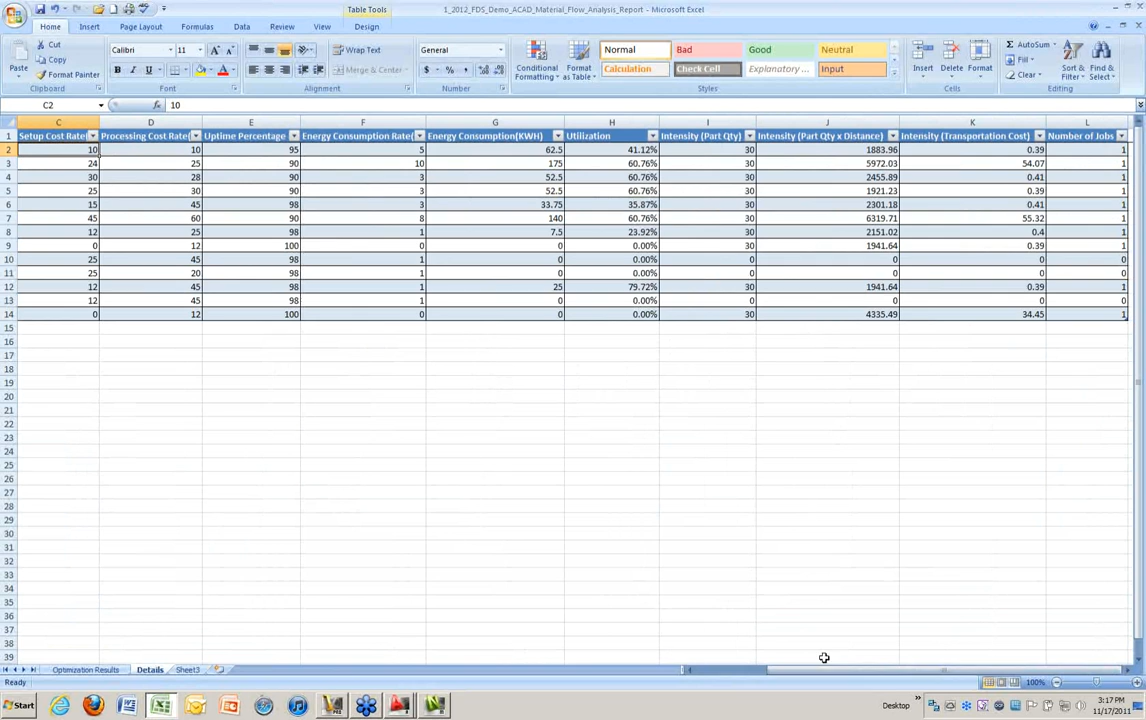 Table Tools
1_2012_FDS_Demo_ACAD_Material_Flow_Analysis_Report - Microsoft Excel
Home Insert Page Layout Formulas Data Review View Design
Paste Cut Copy Format Painter Clipboard
Calibri 11 B I U A Font
Wrap Text Merge & Center Alignment
General $ % , Number
Conditional Formatting Format as Table Normal Bad Good Neutral Calculation Check Cell Explanatory ... Input Styles
Insert Delete Format Cells
AutoSum Fill Clear Sort & Filter Find & Select Editing
C2 fx 10
C D E F G H I J K L
1 Setup Cost Rate( Processing Cost Rate( Uptime Percentage Energy Consumption Rate( Energy Consumption(KWH) Utilization Intensity (Part Qty) Intensity (Part Qty x Distance) Intensity (Transportation Cost) Number of Jobs
2 10 10 95 5 62.5 41.12% 30 1883.96 0.39 1
3 24 25 90 10 175 60.76% 30 5972.03 54.07 1
4 30 28 90 3 52.5 60.76% 30 2455.89 0.41 1
5 25 30 90 3 52.5 60.76% 30 1921.23 0.39 1
6 15 45 98 3 33.75 35.87% 30 2301.18 0.41 1
7 45 60 90 8 140 60.76% 30 6319.71 55.32 1
8 12 25 98 1 7.5 23.92% 30 2151.02 0.4 1
9 0 12 100 0 0 0.00% 30 1941.64 0.39 1
10 25 45 98 1 0 0.00% 30 0 0 0
11 25 20 98 1 0 0.00% 30 0 0 0
12 12 45 98 1 25 79.72% 30 1941.64 0.39 1
13 12 45 98 1 0 0.00% 30 0 0 0
14 0 12 100 0 0 0.00% 30 4335.49 34.45 1
15
16
17
18
19
20
21
22
23
24
25
26
27
28
29
30
31
32
33
34
35
36
37
38
39
Optimization Results Details Sheet3
Ready 100%
Start Desktop » 3:17 PM
11/17/2011